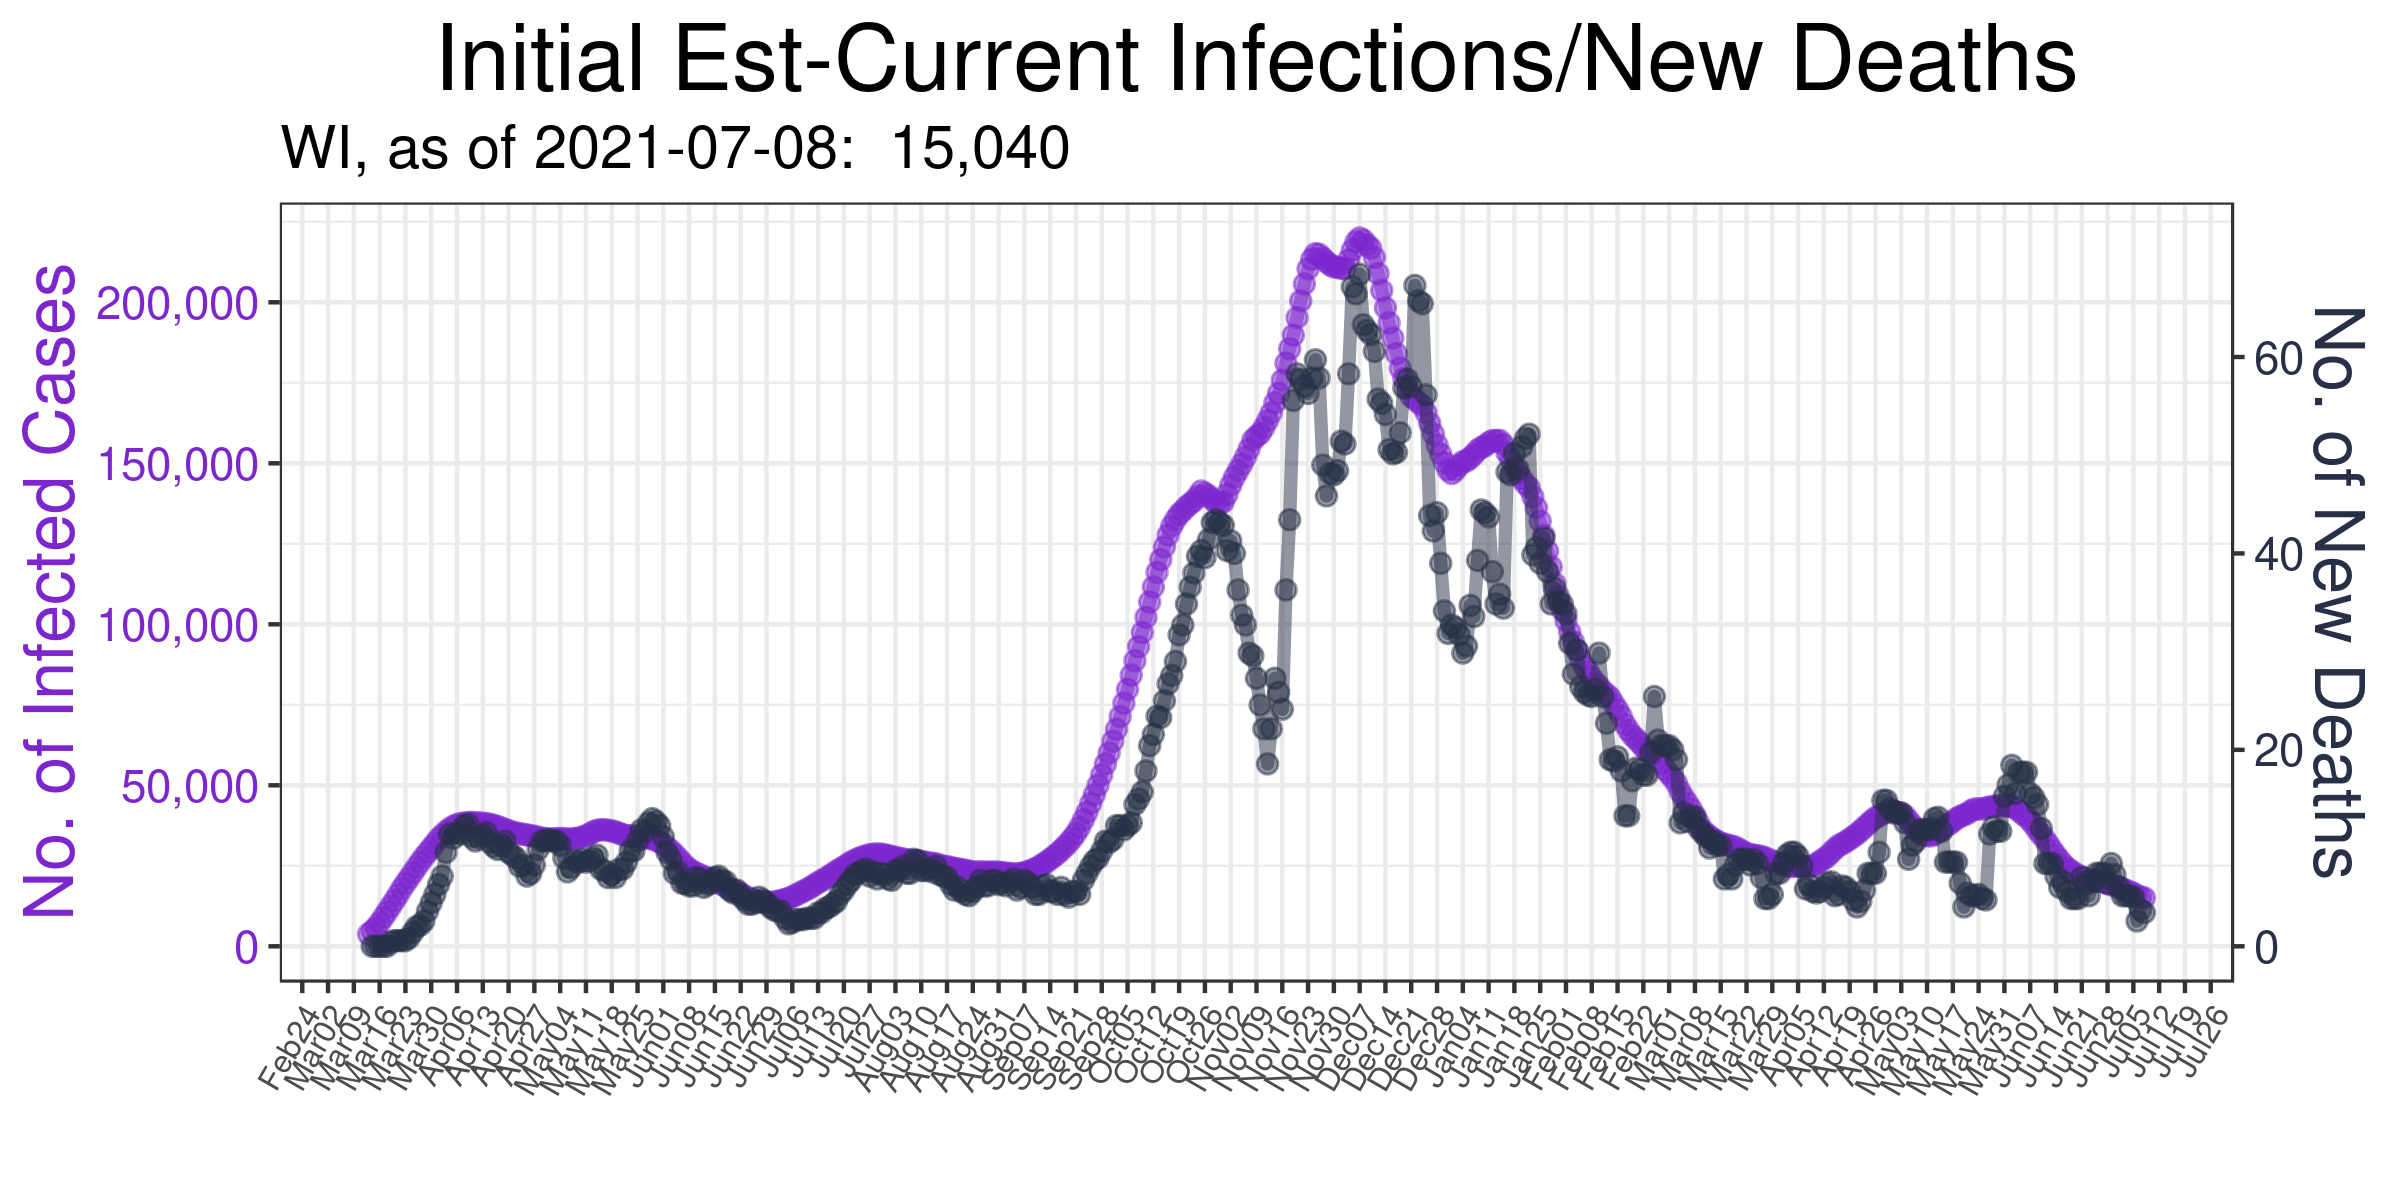 Initial Est-Current Infections/New Deaths
WI, as of 2021-07-08:  15,040
No. of Infected Cases
200,000
150,000
100,000
50,000
0
No. of New Deaths
60
40
20
0
Feb24
Mar02
Mar09
Mar16
Mar23
Mar30
Apr06
Apr13
Apr20
Apr27
May04
May11
May18
May25
Jun01
Jun08
Jun15
Jun22
Jun29
Jul06
Jul13
Jul20
Jul27
Aug03
Aug10
Aug17
Aug24
Aug31
Sep07
Sep14
Sep21
Sep28
Oct05
Oct12
Oct19
Oct26
Nov02
Nov09
Nov16
Nov23
Nov30
Dec07
Dec14
Dec21
Dec28
Jan04
Jan11
Jan18
Jan25
Feb01
Feb08
Feb15
Feb22
Mar01
Mar08
Mar15
Mar22
Mar29
Apr05
Apr12
Apr19
Apr26
May03
May10
May17
May24
May31
Jun07
Jun14
Jun21
Jun28
Jul05
Jul12
Jul19
Jul26